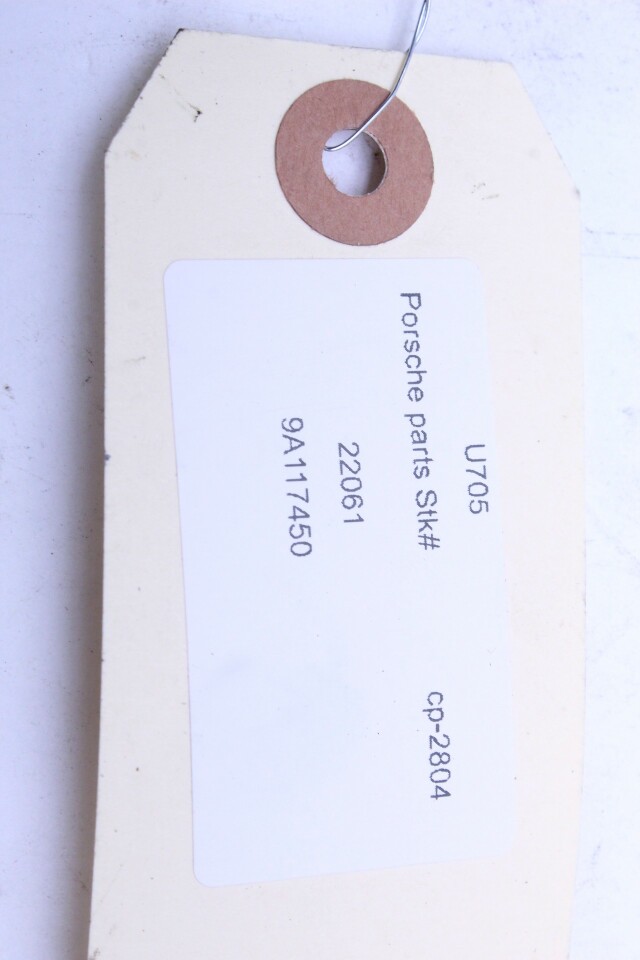 U705
Porsche parts Stk# cp-2804
22061
9A117450